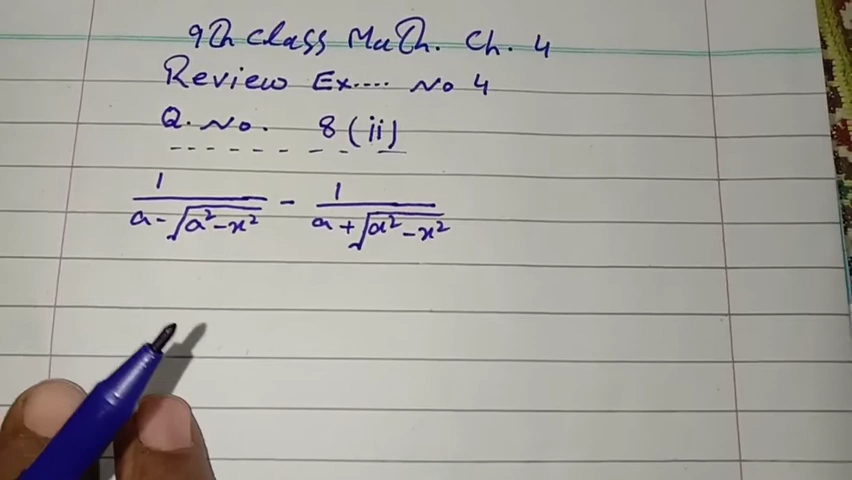 9th class Math. Ch. 4
Review Ex.... No 4
Q. No. 8 (ii)
1/(a-√(a²-x²)) - 1/(a+√(a²-x²))